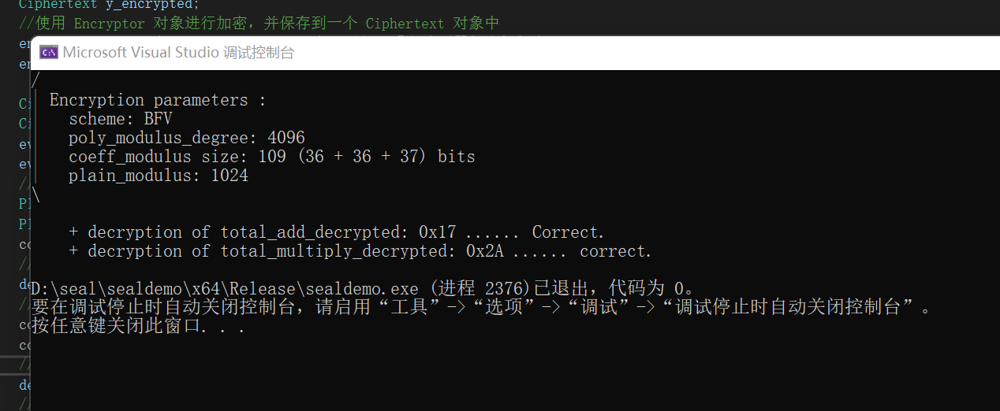 Ciphertext y_encrypted;
//使用 Encryptor 对象进行加密，并保存到一个 Ciphertext 对象中
Microsoft Visual Studio 调试控制台
/
| Encryption parameters :
|   scheme: BFV
|   poly_modulus_degree: 4096
|   coeff_modulus size: 109 (36 + 36 + 37) bits
|   plain_modulus: 1024
\
+ decryption of total_add_decrypted: 0x17 ...... Correct.
+ decryption of total_multiply_decrypted: 0x2A ...... correct.
D:\seal\sealdemo\x64\Release\sealdemo.exe (进程 2376)已退出，代码为 0。
要在调试停止时自动关闭控制台，请启用“工具”->“选项”->“调试”->“调试停止时自动关闭控制台”。
按任意键关闭此窗口. . .